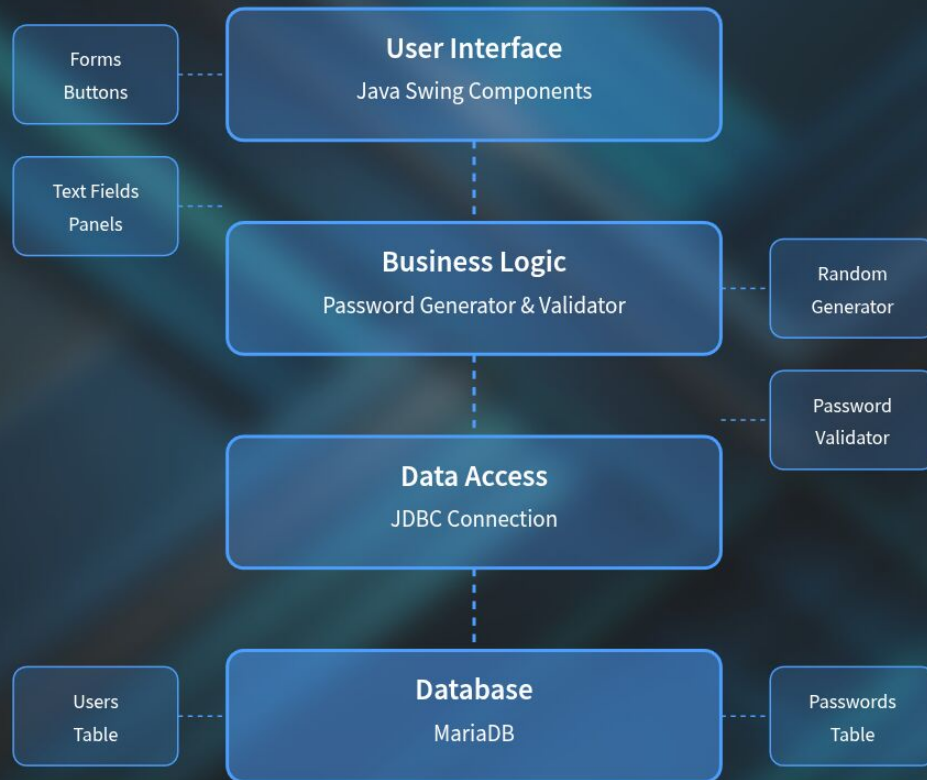 Forms
Buttons
User Interface
Java Swing Components
Text Fields
Panels
Business Logic
Password Generator & Validator
Random
Generator
Password
Validator
Data Access
JDBC Connection
Users
Table
Database
MariaDB
Passwords
Table